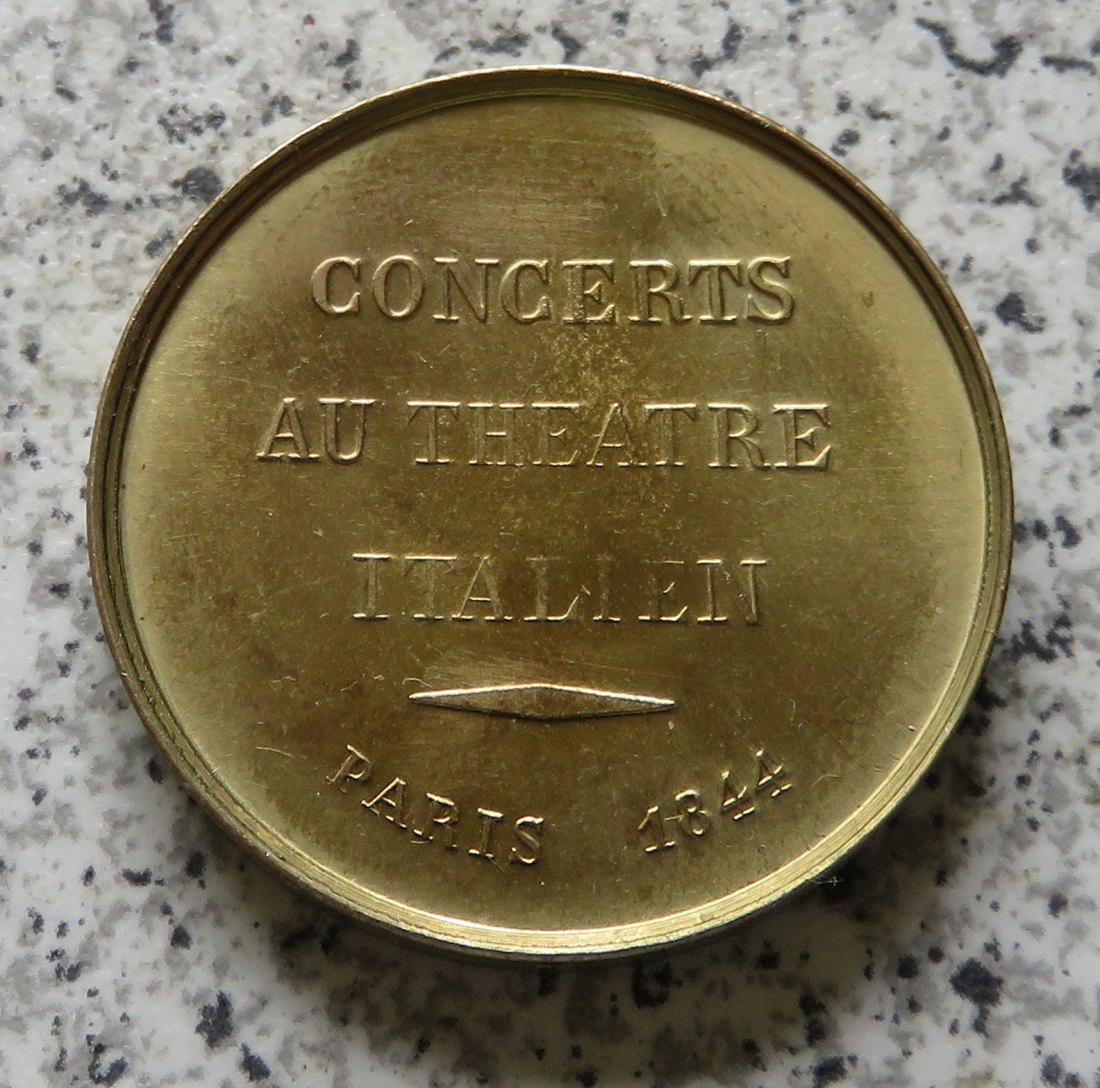 CONCERTS
AU THEATRE
ITALIEN
PARIS 1844